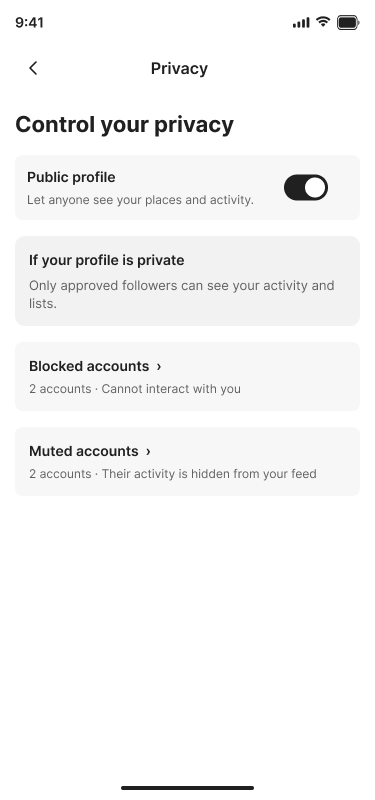 9:41
Privacy
Control your privacy
Public profile
Let anyone see your places and activity.
If your profile is private
Only approved followers can see your activity and
lists.
Blocked accounts ›
2 accounts · Cannot interact with you
Muted accounts ›
2 accounts · Their activity is hidden from your feed